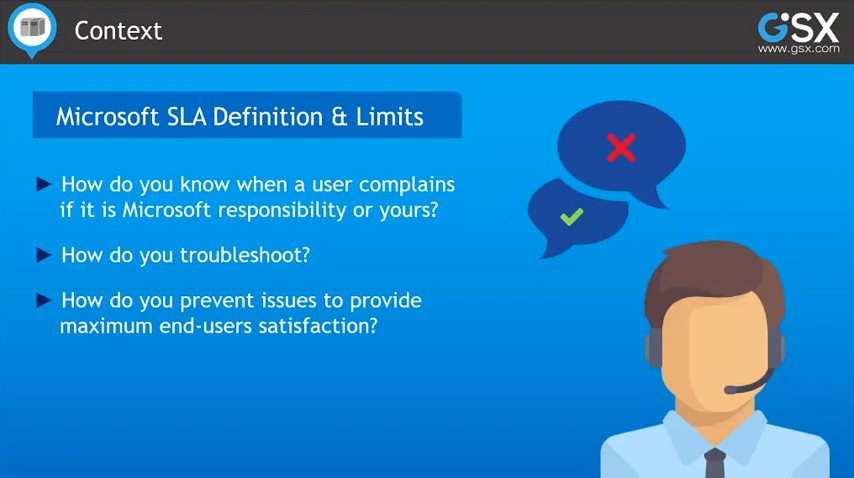 Context
GSX
www.gsx.com
Microsoft SLA Definition & Limits
How do you know when a user complains
if it is Microsoft responsibility or yours?
How do you troubleshoot?
How do you prevent issues to provide
maximum end-users satisfaction?